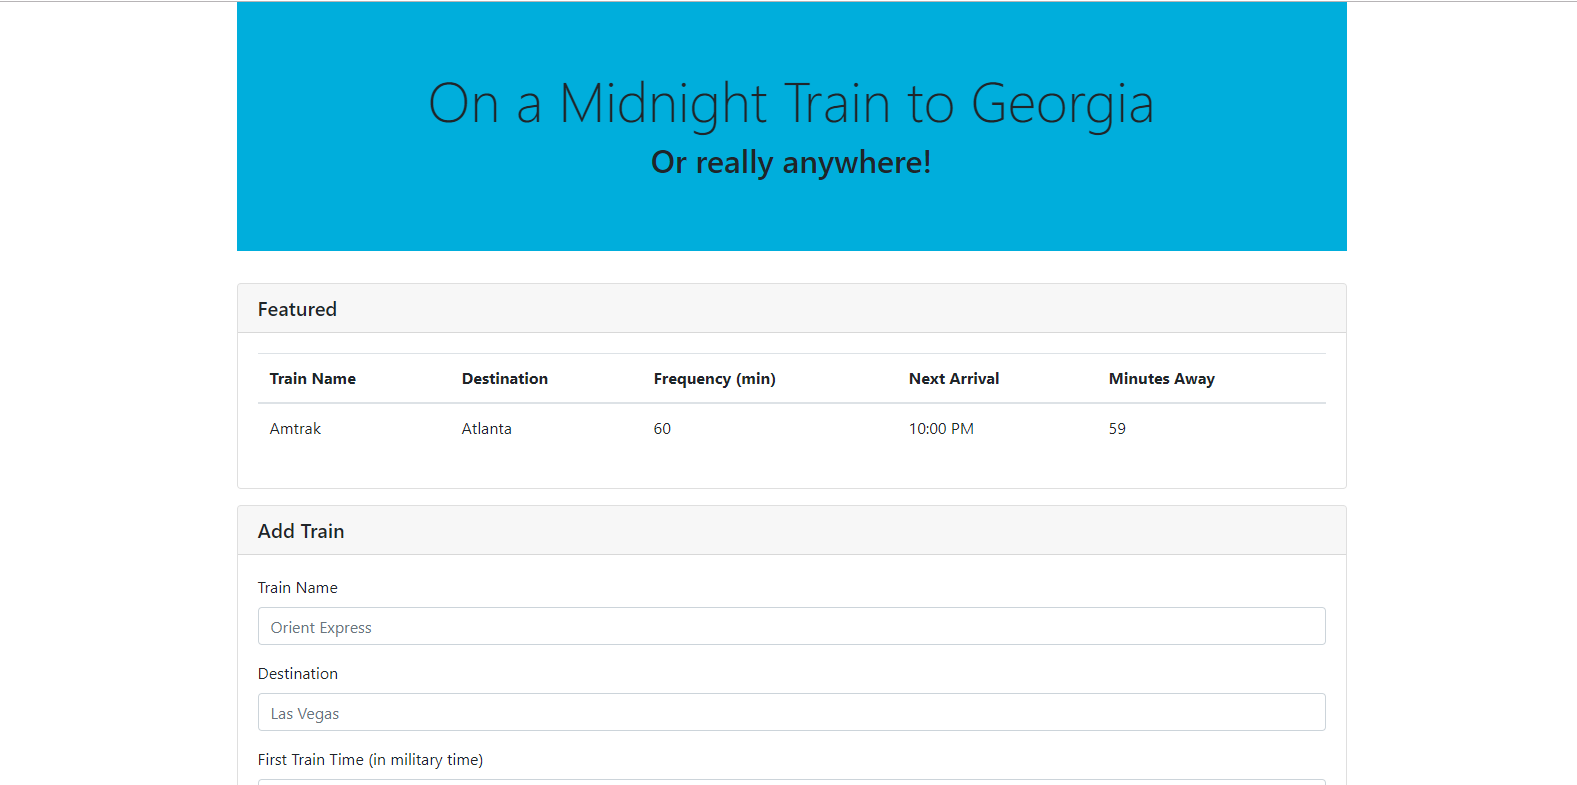 On a Midnight Train to Georgia
Or really anywhere!
Featured
Train Name Destination Frequency (min) Next Arrival Minutes Away
Amtrak Atlanta 60 10:00 PM 59
Add Train
Train Name
Orient Express
Destination
Las Vegas
First Train Time (in military time)